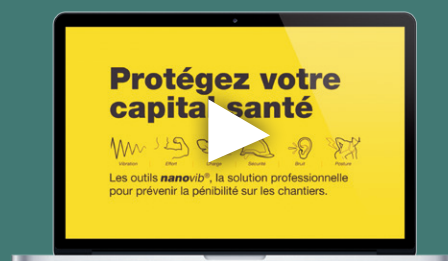 Protégez votre
capital santé
Vibration Effort Charge Sécurité Bruit Posture
Les outils nanovib®, la solution professionnelle
pour prévenir la pénibilité sur les chantiers.